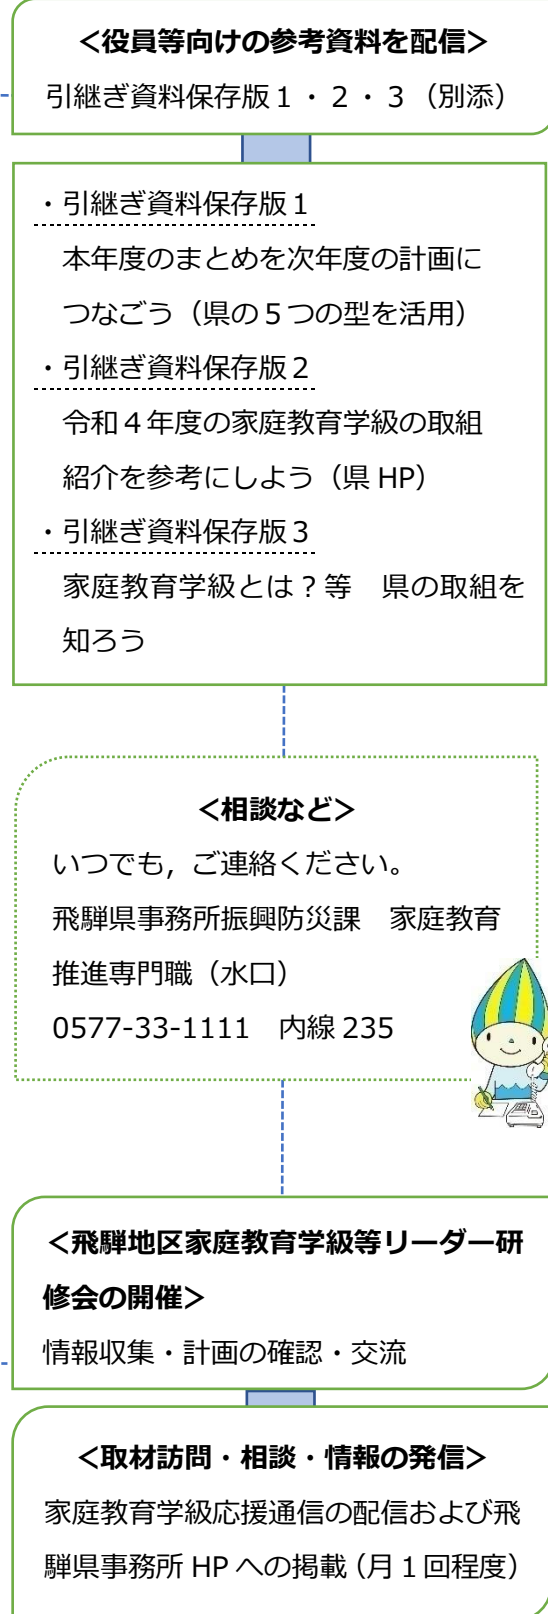 <役員等向けの参考資料を配信>
引継ぎ資料保存版１・２・３（別添）
・引継ぎ資料保存版１
本年度のまとめを次年度の計画に
つなごう（県の５つの型を活用）
・引継ぎ資料保存版２
令和４年度の家庭教育学級の取組
紹介を参考にしよう（県 HP）
・引継ぎ資料保存版３
家庭教育学級とは？等　県の取組を
知ろう
<相談など>
いつでも，ご連絡ください。
飛騨県事務所振興防災課　家庭教育
推進専門職（水口）
0577-33-1111　内線 235
<飛騨地区家庭教育学級等リーダー研
修会の開催>
情報収集・計画の確認・交流
<取材訪問・相談・情報の発信>
家庭教育学級応援通信の配信および飛
騨県事務所 HP への掲載（月１回程度）